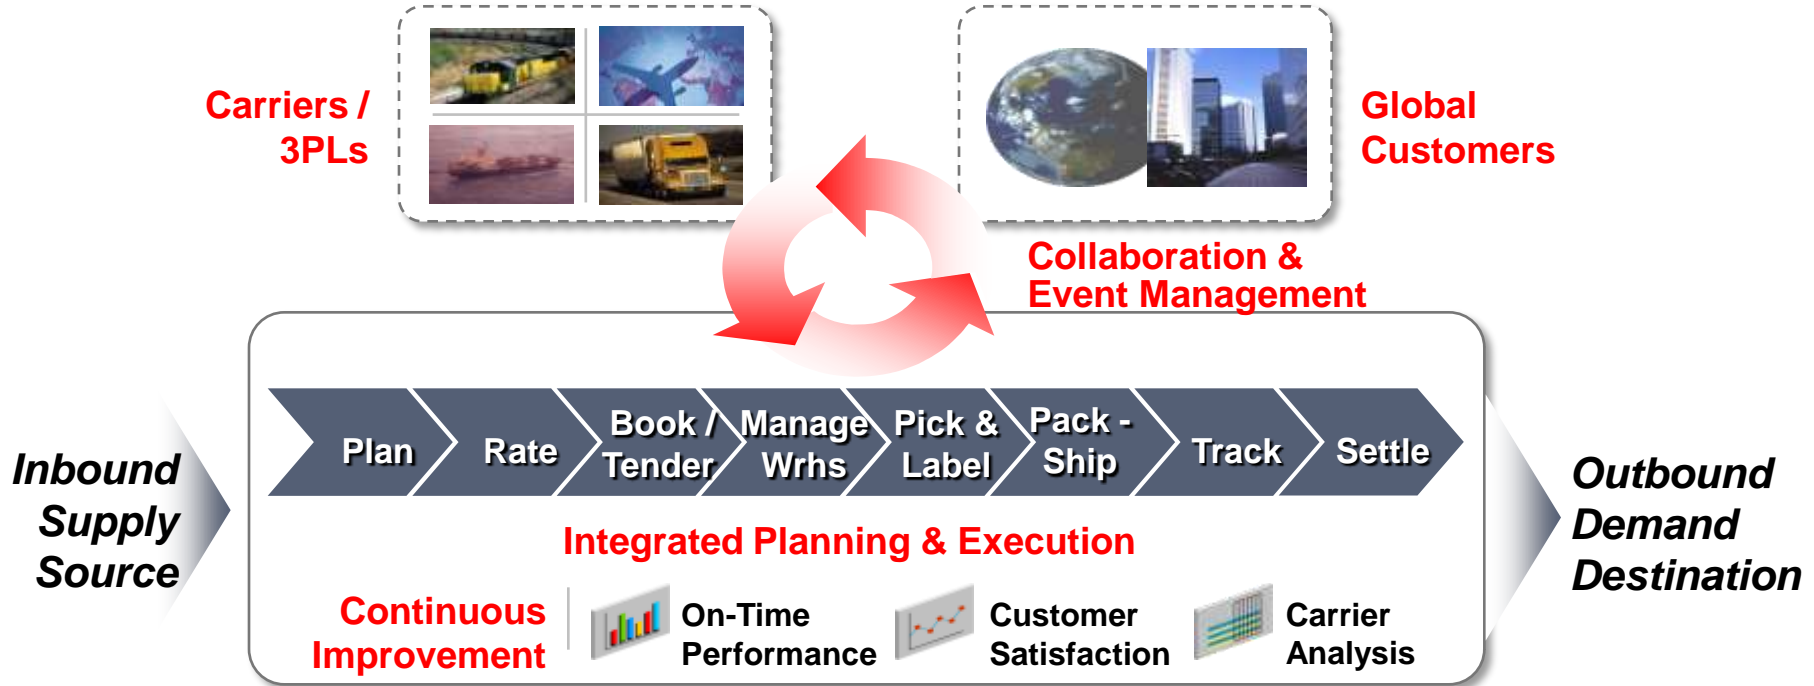 Carriers /
3PLs
Global
Customers
Collaboration &
Event Management
Inbound
Supply
Source
Plan
Rate
Book /
Tender
Manage
Wrhs
Pick &
Label
Pack -
Ship
Track
Settle
Outbound
Demand
Destination
Integrated Planning & Execution
Continuous
Improvement
On-Time
Performance
Customer
Satisfaction
Carrier
Analysis